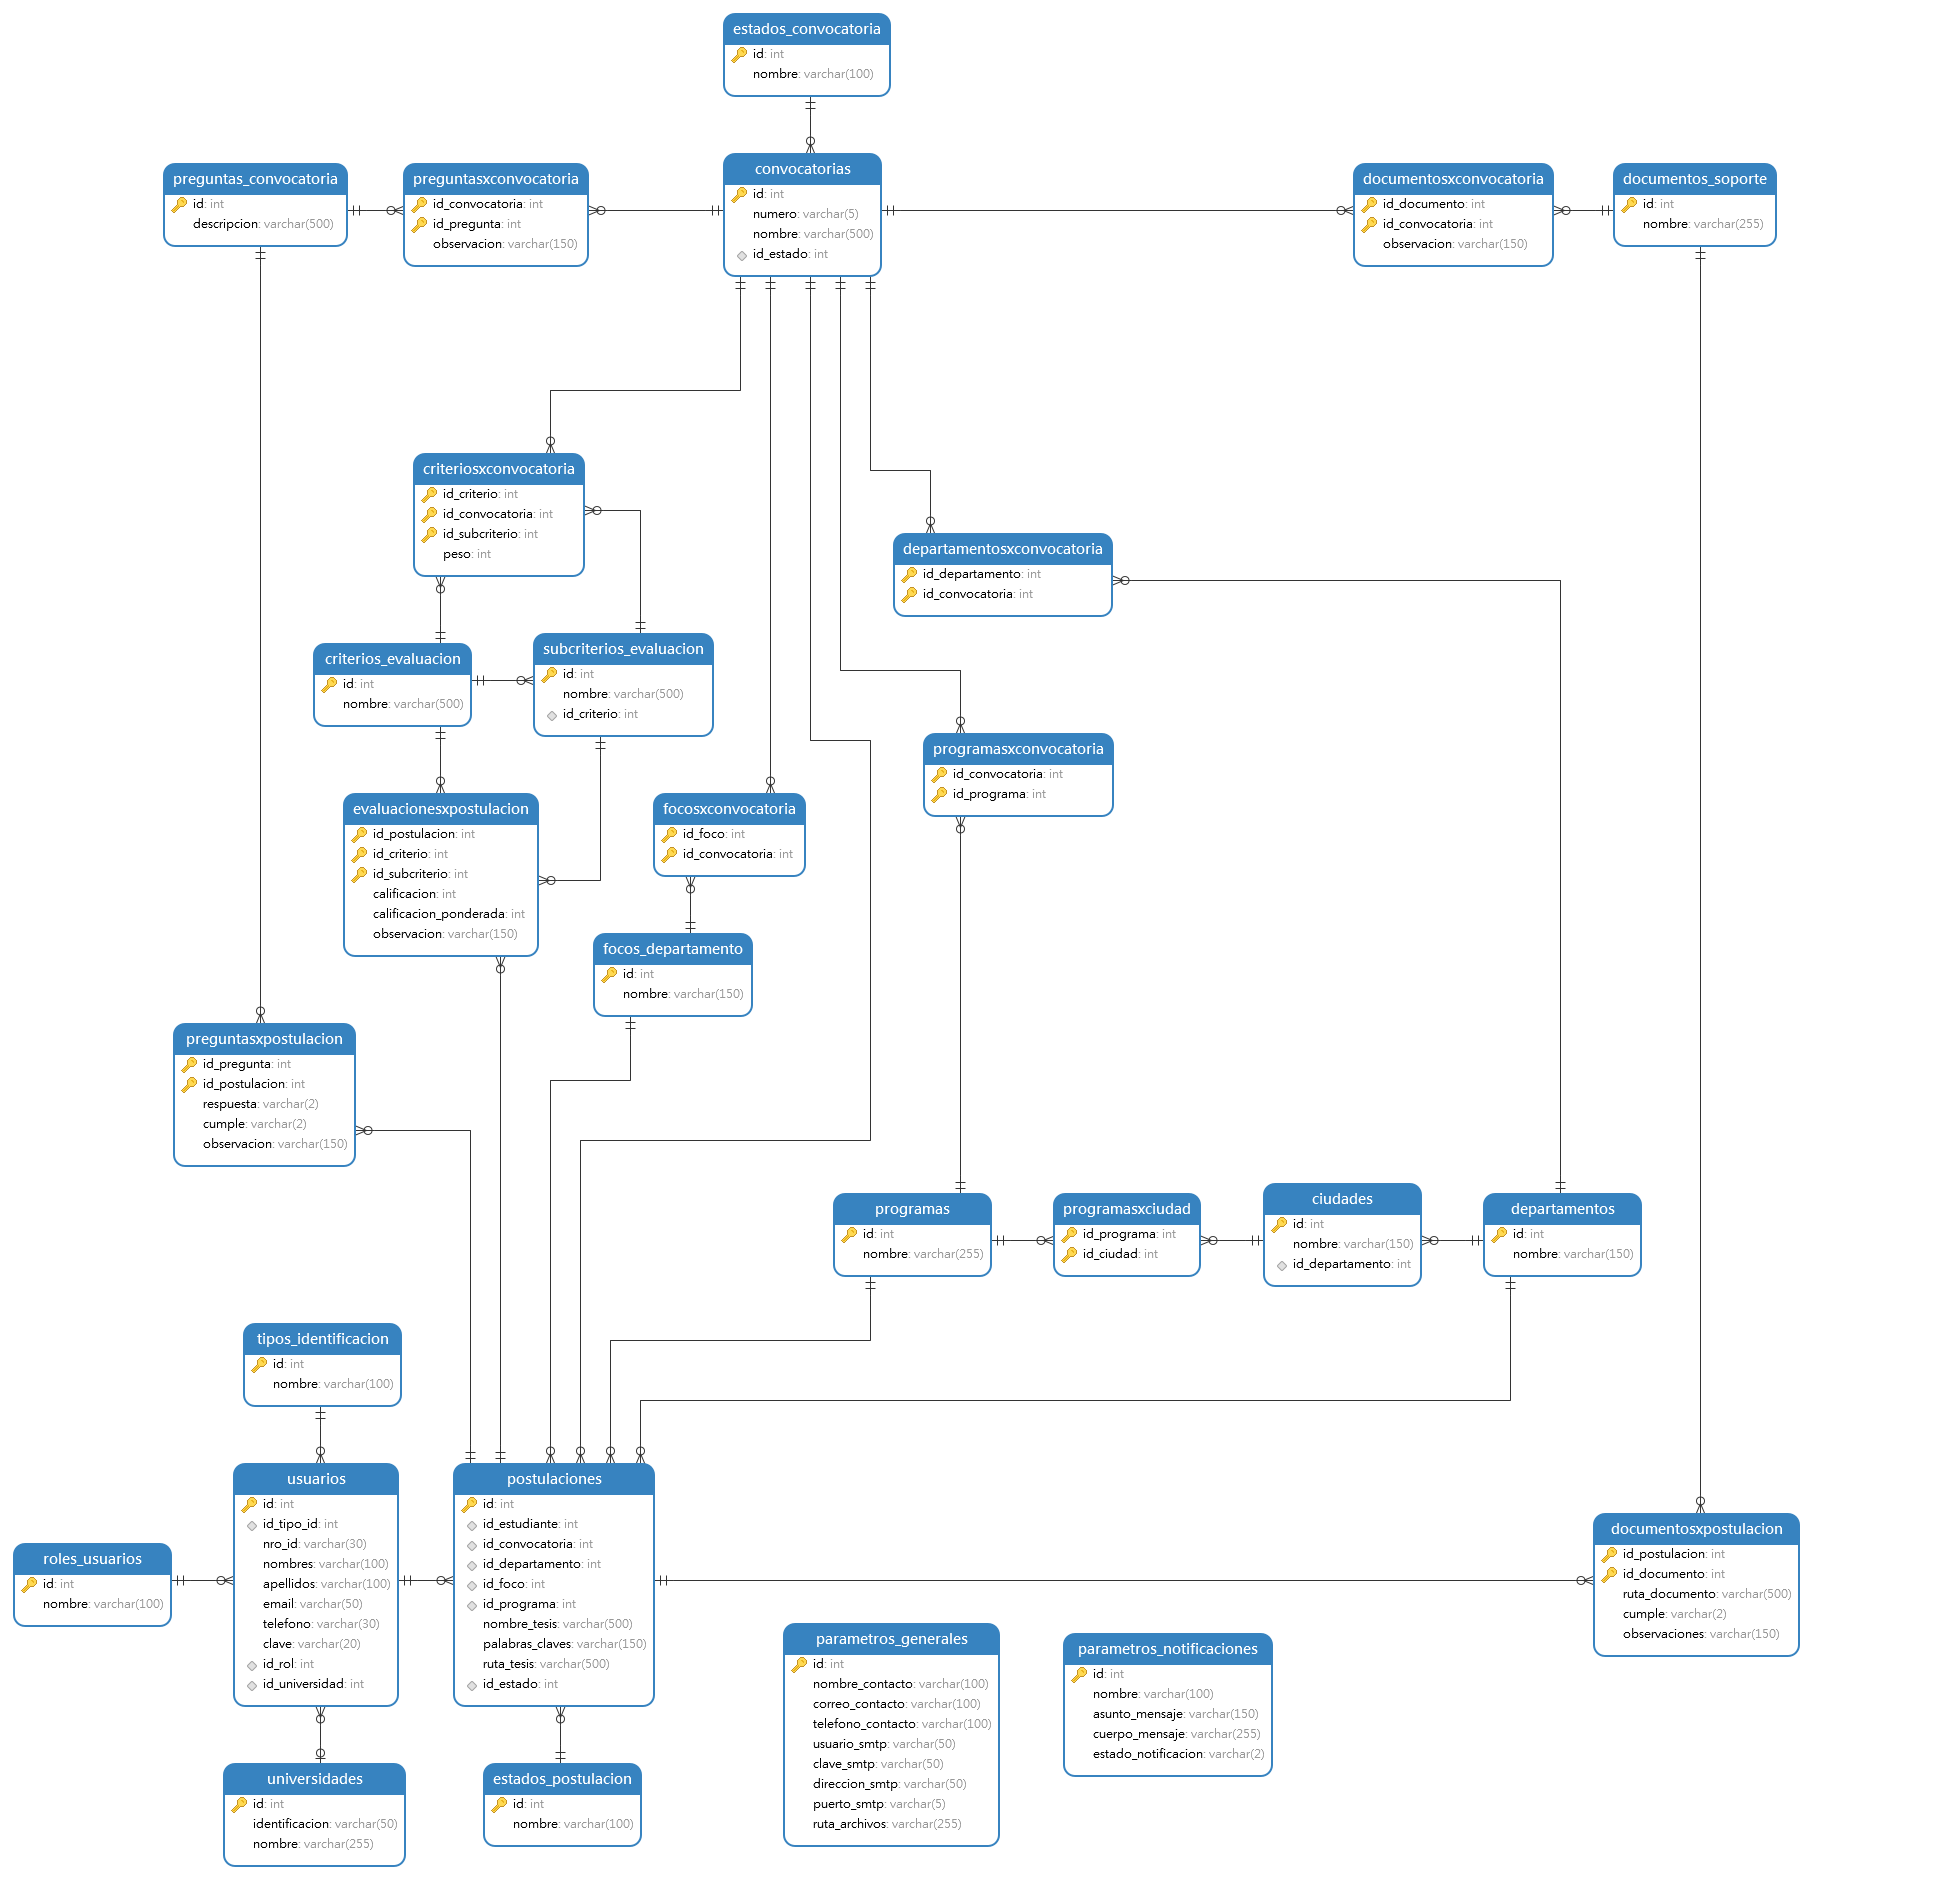 estados_convocatoria
id: int
nombre: varchar(100)
preguntas_convocatoria
id: int
descripcion: varchar(500)
preguntasxconvocatoria
id_convocatoria: int
id_pregunta: int
observacion: varchar(150)
convocatorias
id: int
numero: varchar(5)
nombre: varchar(500)
id_estado: int
documentosxconvocatoria
id_documento: int
id_convocatoria: int
observacion: varchar(150)
documentos_soporte
id: int
nombre: varchar(255)
criteriosxconvocatoria
id_criterio: int
id_convocatoria: int
id_subcriterio: int
peso: int
departamentosxconvocatoria
id_departamento: int
id_convocatoria: int
criterios_evaluacion
id: int
nombre: varchar(500)
subcriterios_evaluacion
id: int
nombre: varchar(500)
id_criterio: int
programasxconvocatoria
id_convocatoria: int
id_programa: int
evaluacionesxpostulacion
id_postulacion: int
id_criterio: int
id_subcriterio: int
calificacion: int
calificacion_ponderada: int
observacion: varchar(150)
focosxconvocatoria
id_foco: int
id_convocatoria: int
focos_departamento
id: int
nombre: varchar(150)
preguntasxpostulacion
id_pregunta: int
id_postulacion: int
respuesta: varchar(2)
cumple: varchar(2)
observacion: varchar(150)
programas
id: int
nombre: varchar(255)
programasxciudad
id_programa: int
id_ciudad: int
ciudades
id: int
nombre: varchar(150)
id_departamento: int
departamentos
id: int
nombre: varchar(150)
tipos_identificacion
id: int
nombre: varchar(100)
roles_usuarios
id: int
nombre: varchar(100)
usuarios
id: int
id_tipo_id: int
nro_id: varchar(30)
nombres: varchar(100)
apellidos: varchar(100)
email: varchar(50)
telefono: varchar(30)
clave: varchar(20)
id_rol: int
id_universidad: int
postulaciones
id: int
id_estudiante: int
id_convocatoria: int
id_departamento: int
id_foco: int
id_programa: int
nombre_tesis: varchar(500)
palabras_claves: varchar(150)
ruta_tesis: varchar(500)
id_estado: int
documentosxpostulacion
id_postulacion: int
id_documento: int
ruta_documento: varchar(500)
cumple: varchar(2)
observaciones: varchar(150)
parametros_generales
id: int
nombre_contacto: varchar(100)
correo_contacto: varchar(100)
telefono_contacto: varchar(100)
usuario_smtp: varchar(50)
clave_smtp: varchar(50)
direccion_smtp: varchar(50)
puerto_smtp: varchar(5)
ruta_archivos: varchar(255)
parametros_notificaciones
id: int
nombre: varchar(100)
asunto_mensaje: varchar(150)
cuerpo_mensaje: varchar(255)
estado_notificacion: varchar(2)
universidades
id: int
identificacion: varchar(50)
nombre: varchar(255)
estados_postulacion
id: int
nombre: varchar(100)